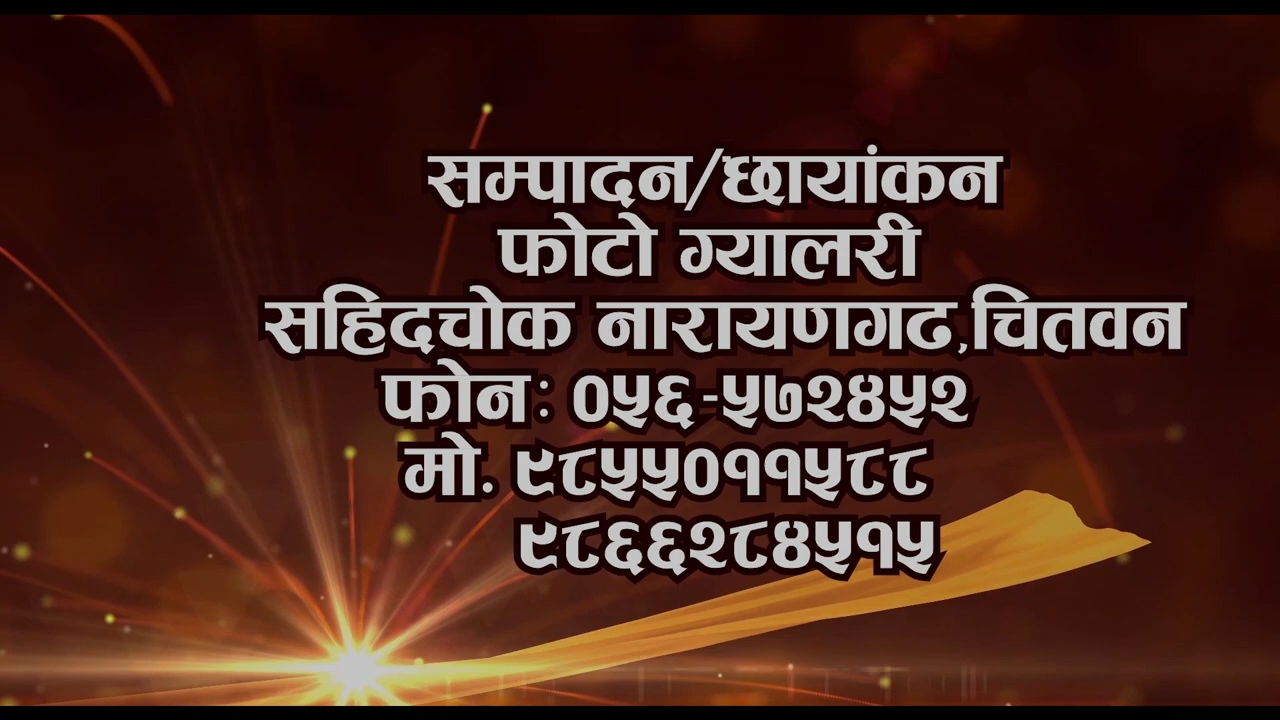 सम्पादन/छायांकन
फोटो ग्यालरी
सहिदचोक नारायणगढ,चितवन
फोनः ०५६-५७२४५२
मो. ९८५५०११५८८
९८६६२८४५१५